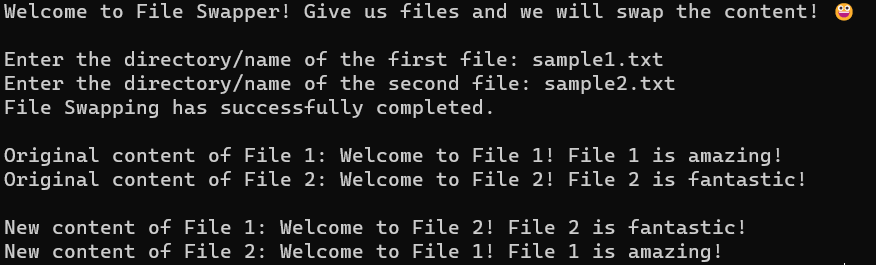 Welcome to File Swapper! Give us files and we will swap the content! 😀
Enter the directory/name of the first file: sample1.txt
Enter the directory/name of the second file: sample2.txt
File Swapping has successfully completed.
Original content of File 1: Welcome to File 1! File 1 is amazing!
Original content of File 2: Welcome to File 2! File 2 is fantastic!
New content of File 1: Welcome to File 2! File 2 is fantastic!
New content of File 2: Welcome to File 1! File 1 is amazing!